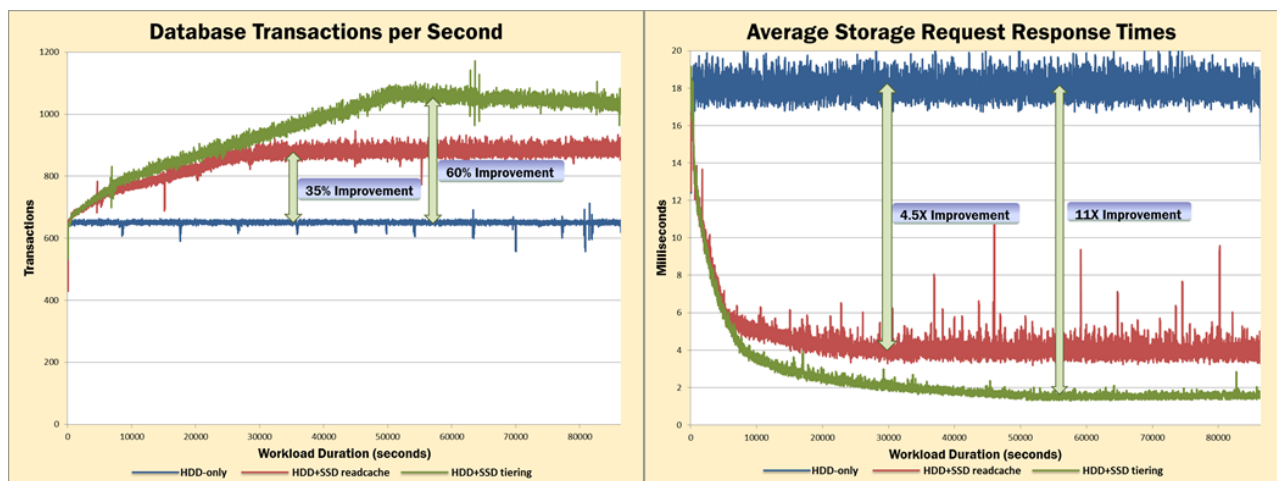 Database Transactions per Second
1200
1000
800
600
400
200
0
Transactions
35% Improvement
60% Improvement
0 10000 20000 30000 40000 50000 60000 70000 80000
Workload Duration (seconds)
HDD-only HDD+SSD readcache HDD+SSD tiering
Average Storage Request Response Times
20
18
16
14
12
10
8
6
4
2
0
Milliseconds
4.5X Improvement
11X Improvement
0 10000 20000 30000 40000 50000 60000 70000 80000
Workload Duration (seconds)
HDD-only HDD+SSD readcache HDD+SSD tiering